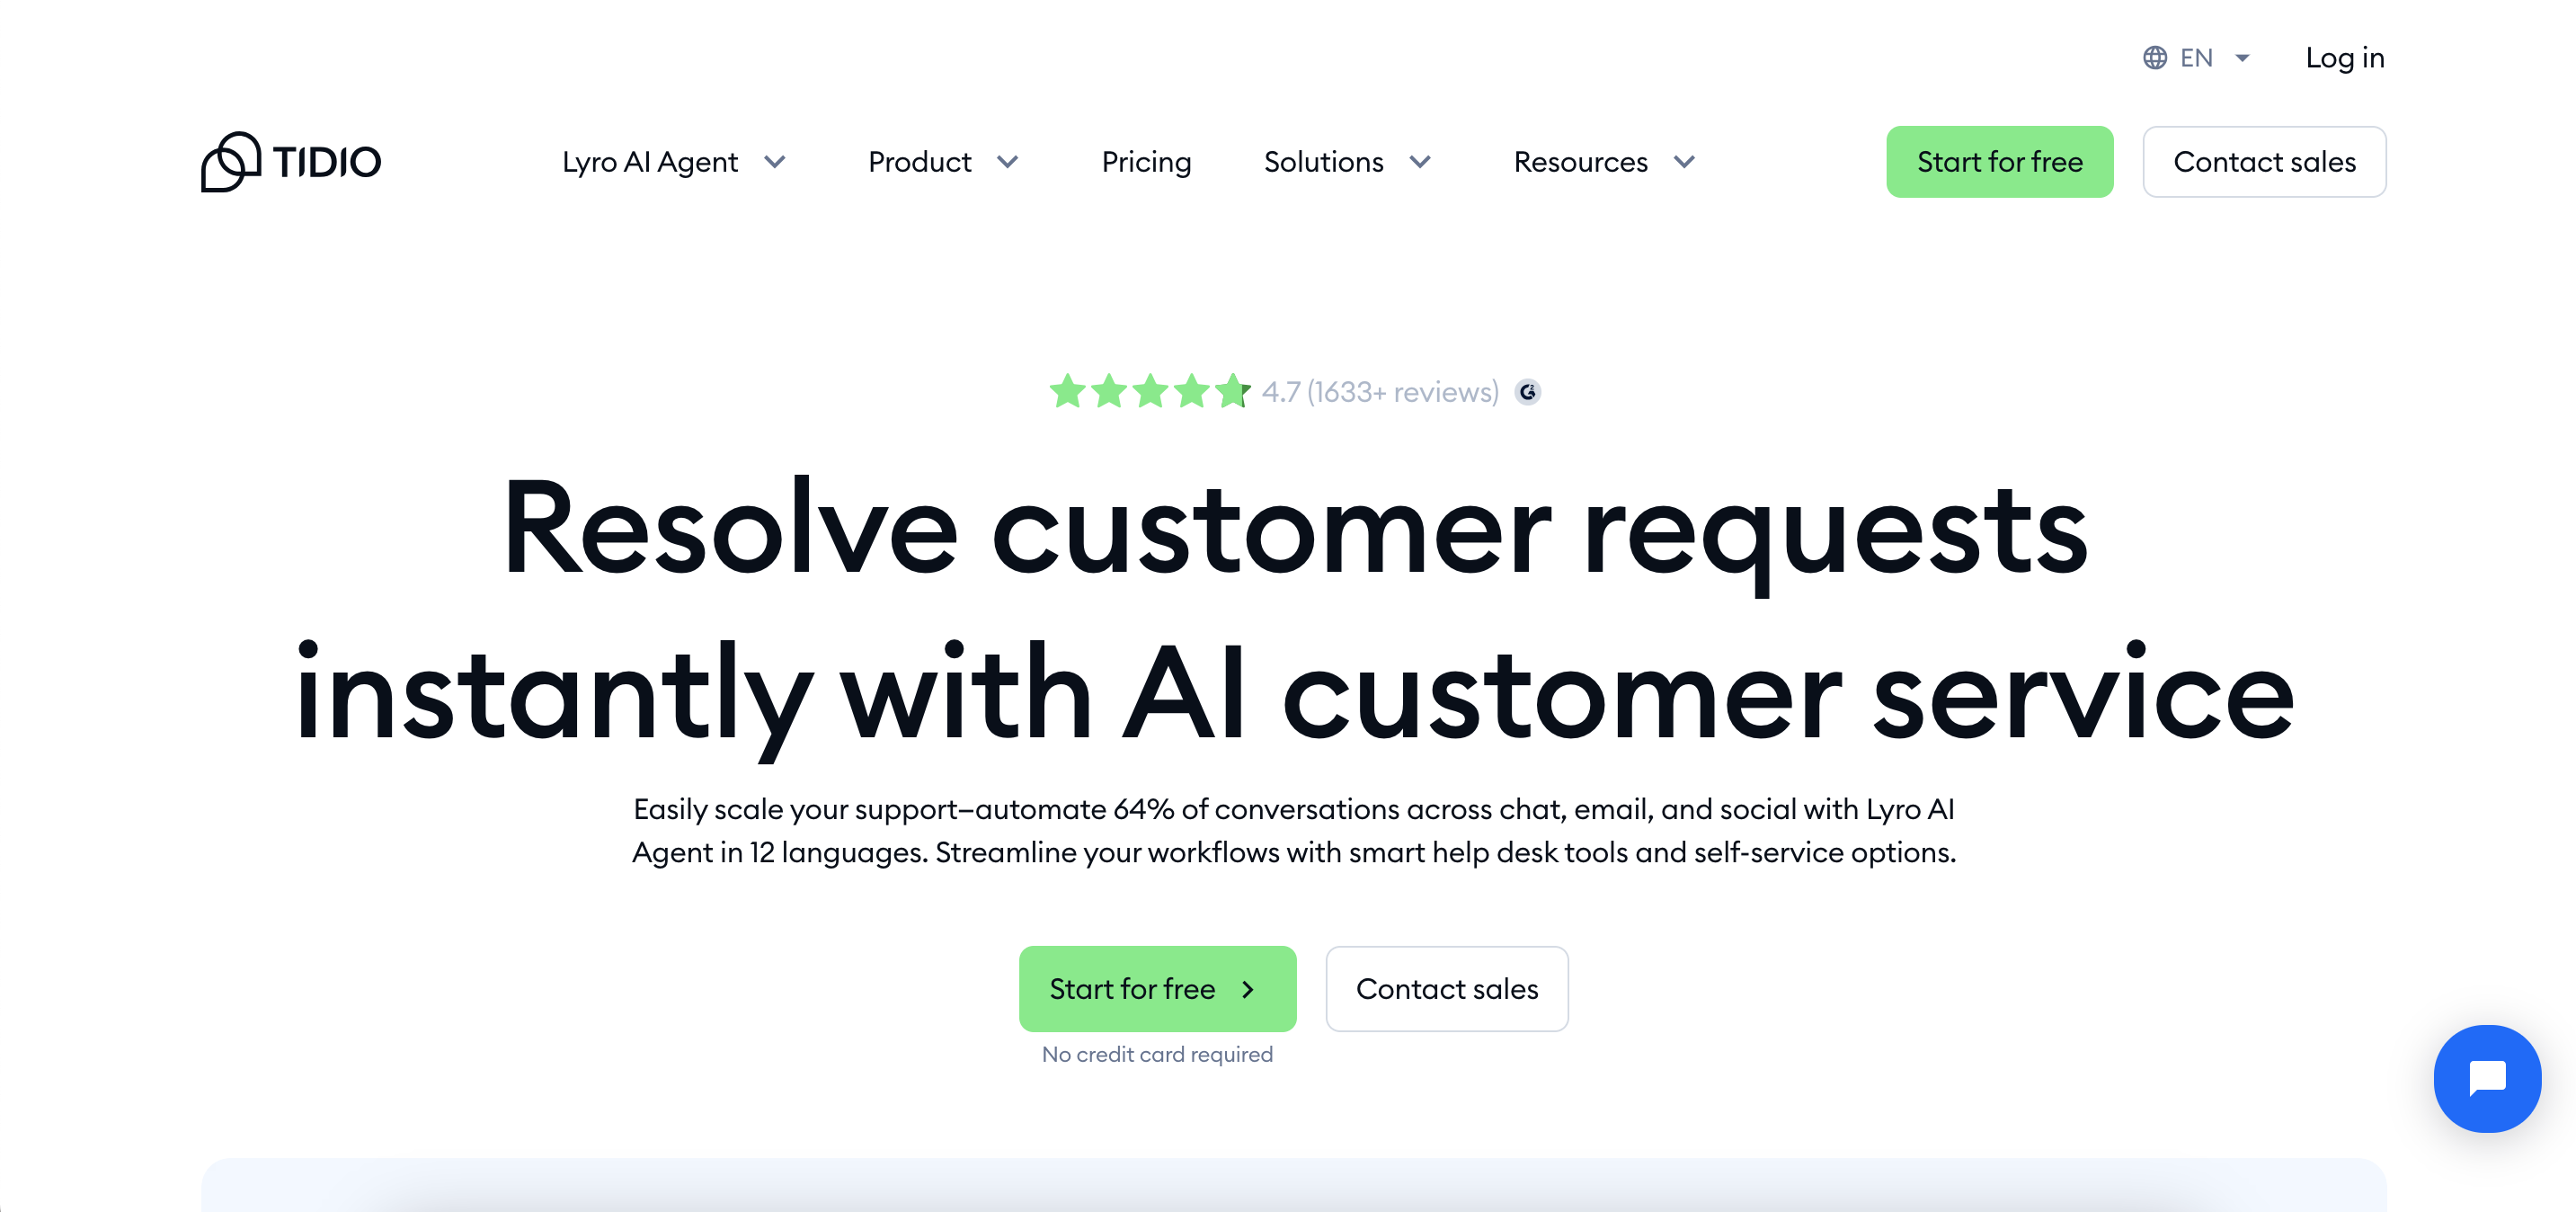 EN
Log in
TIDIO
Lyro AI Agent
Product
Pricing
Solutions
Resources
Start for free
Contact sales
4.7 (1633+ reviews)
Resolve customer requests
instantly with AI customer service
Easily scale your support—automate 64% of conversations across chat, email, and social with Lyro AI
Agent in 12 languages. Streamline your workflows with smart help desk tools and self-service options.
Start for free
Contact sales
No credit card required